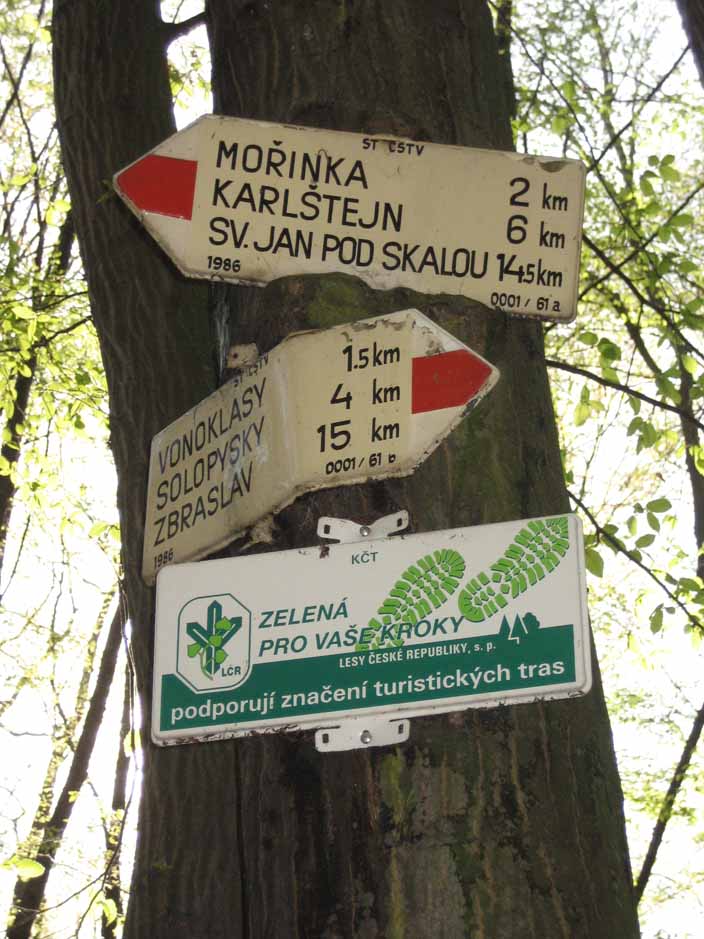 ST ČSTV
MOŘINKA 2 km
KARLŠTEJN 6 km
SV. JAN POD SKALOU 14.5 km
1986 0001 / 61 a
ST ČSTV
VONOKLASY 1.5 km
SOLOPYSKY 4 km
ZBRASLAV 15 km
1986 0001 / 61 b
KČT
ZELENÁ
PRO VAŠE KROKY
LČR
LESY ČESKÉ REPUBLIKY, s. p.
podporují značení turistických tras